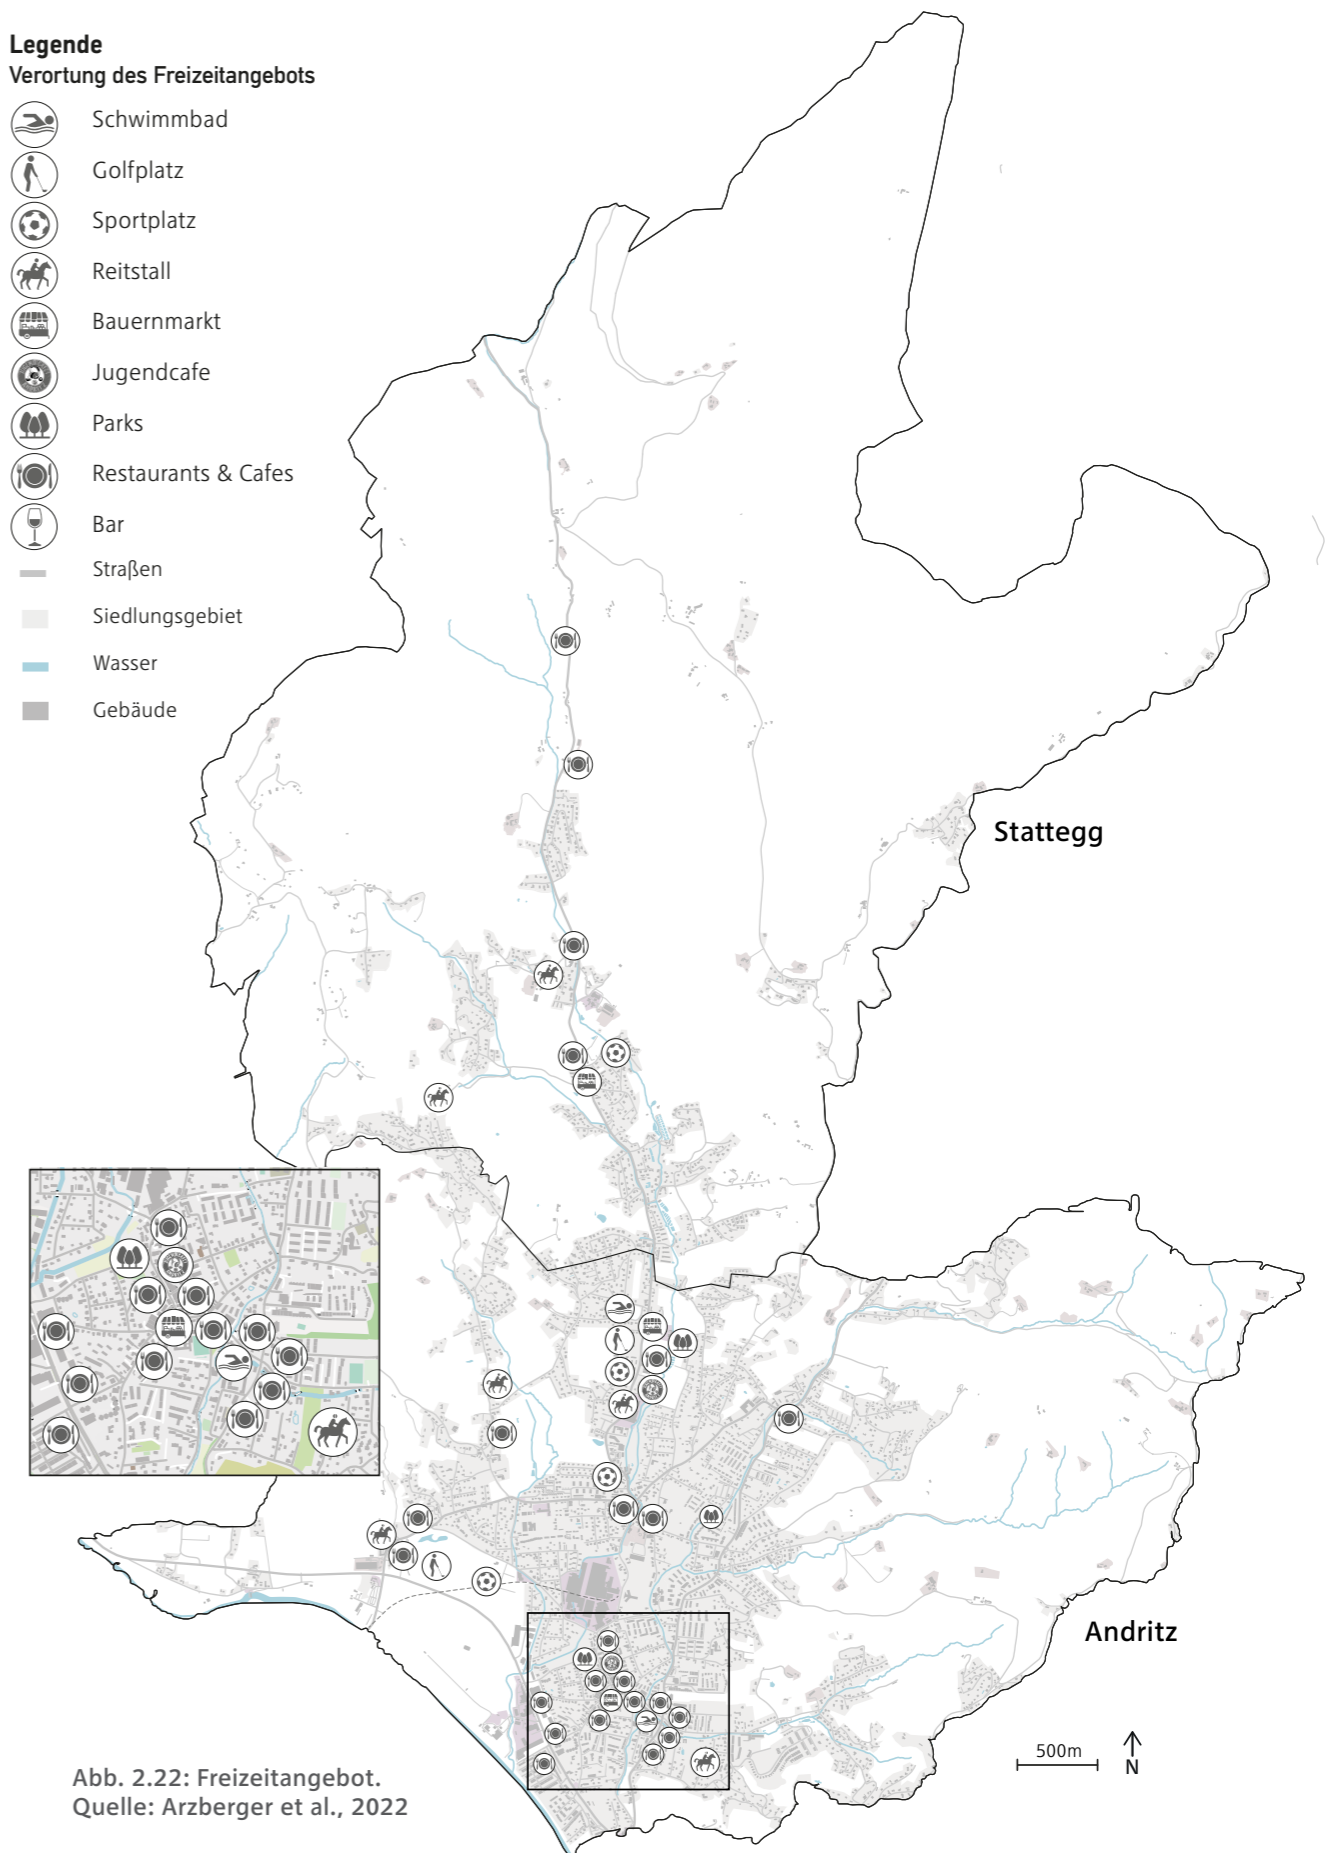 Legende
Verortung des Freizeitangebots
Schwimmbad
Golfplatz
Sportplatz
Reitstall
Bauernmarkt
Jugendcafe
Parks
Restaurants & Cafes
Bar
Straßen
Siedlungsgebiet
Wasser
Gebäude
Stattegg
Andritz
500m
N
Abb. 2.22: Freizeitangebot.
Quelle: Arzberger et al., 2022